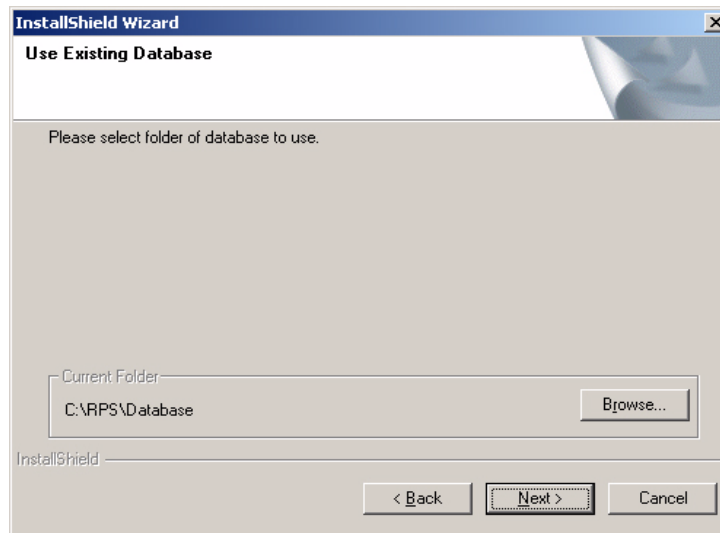 InstallShield Wizard
Use Existing Database
Please select folder of database to use.
Current Folder
C:\RPS\Database
Browse...
InstallShield
< Back
Next >
Cancel